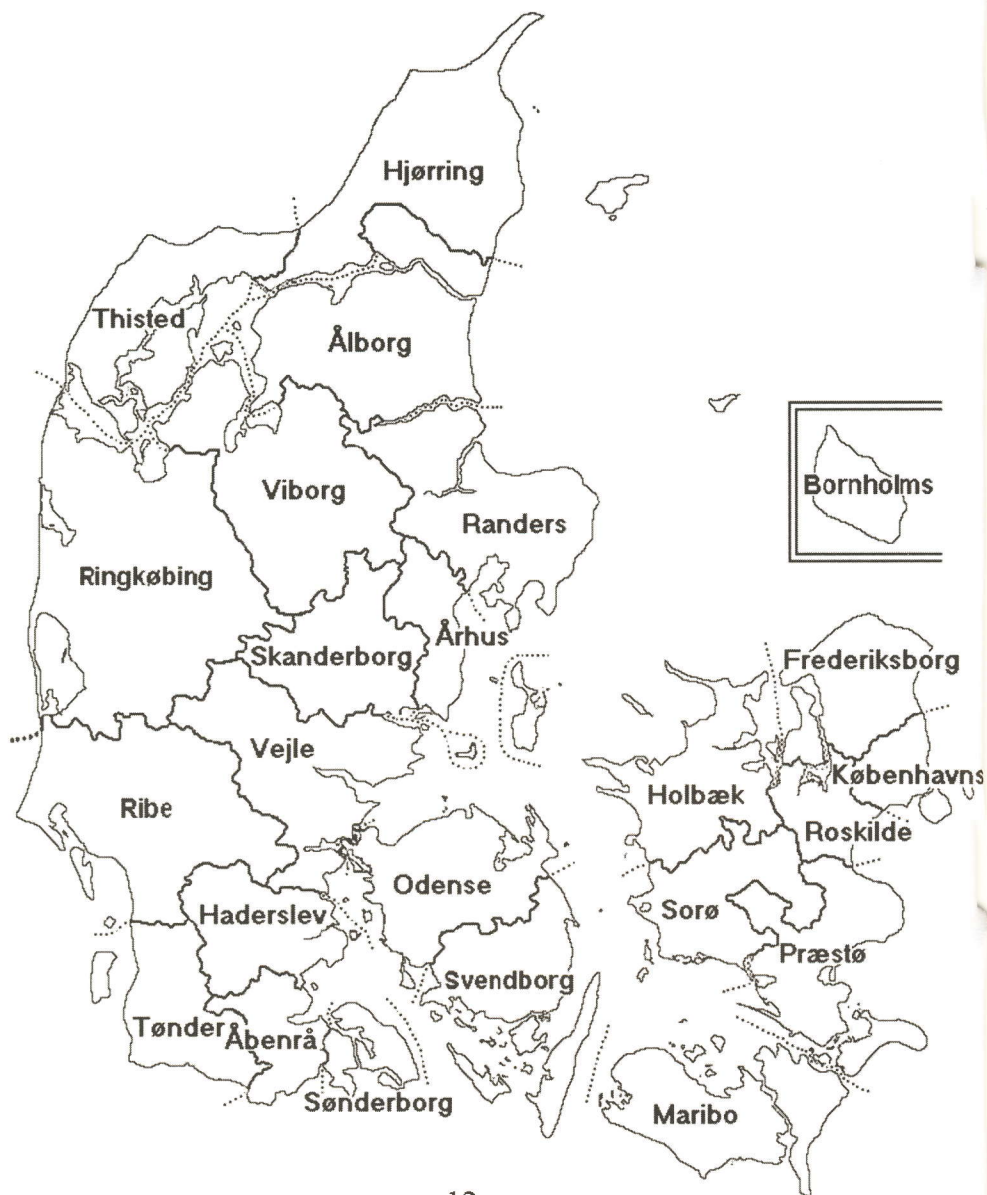 Hjørring
Thisted
Ålborg
Viborg
Bornholms
Randers
Ringkøbing
Århus
Skanderborg
Frederiksborg
Vejle
Københavns
Holbæk
Ribe
Roskilde
Odense
Haderslev
Sorø
Præstø
Svendborg
Tønder
Åbenrå
Sønderborg
Maribo